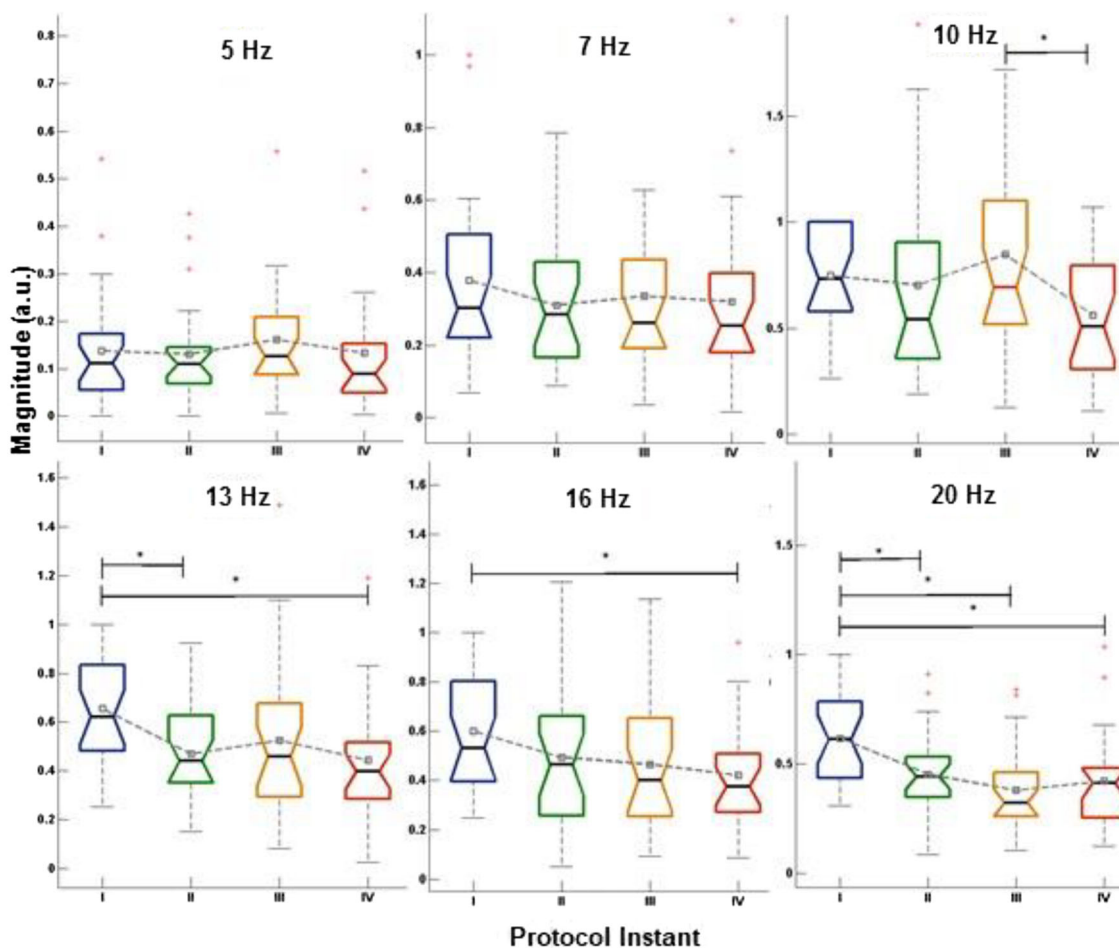 5 Hz
7 Hz
10 Hz
0.8
0.7
0.6
0.5
0.4
0.3
0.2
0.1
0
1
0.8
0.6
0.4
0.2
0
*
1.5
1
0.5
0
Magnitude (a.u.)
I II III IV
I II III IV
I II III IV
13 Hz
16 Hz
20 Hz
1.6
1.4
1.2
1
0.8
0.6
0.4
0.2
0
* *
1.6
1.4
1.2
1
0.8
0.6
0.4
0.2
0
*
1.5
1
0.5
0
* * *
I II III IV
I II III IV
I II III IV
Protocol Instant